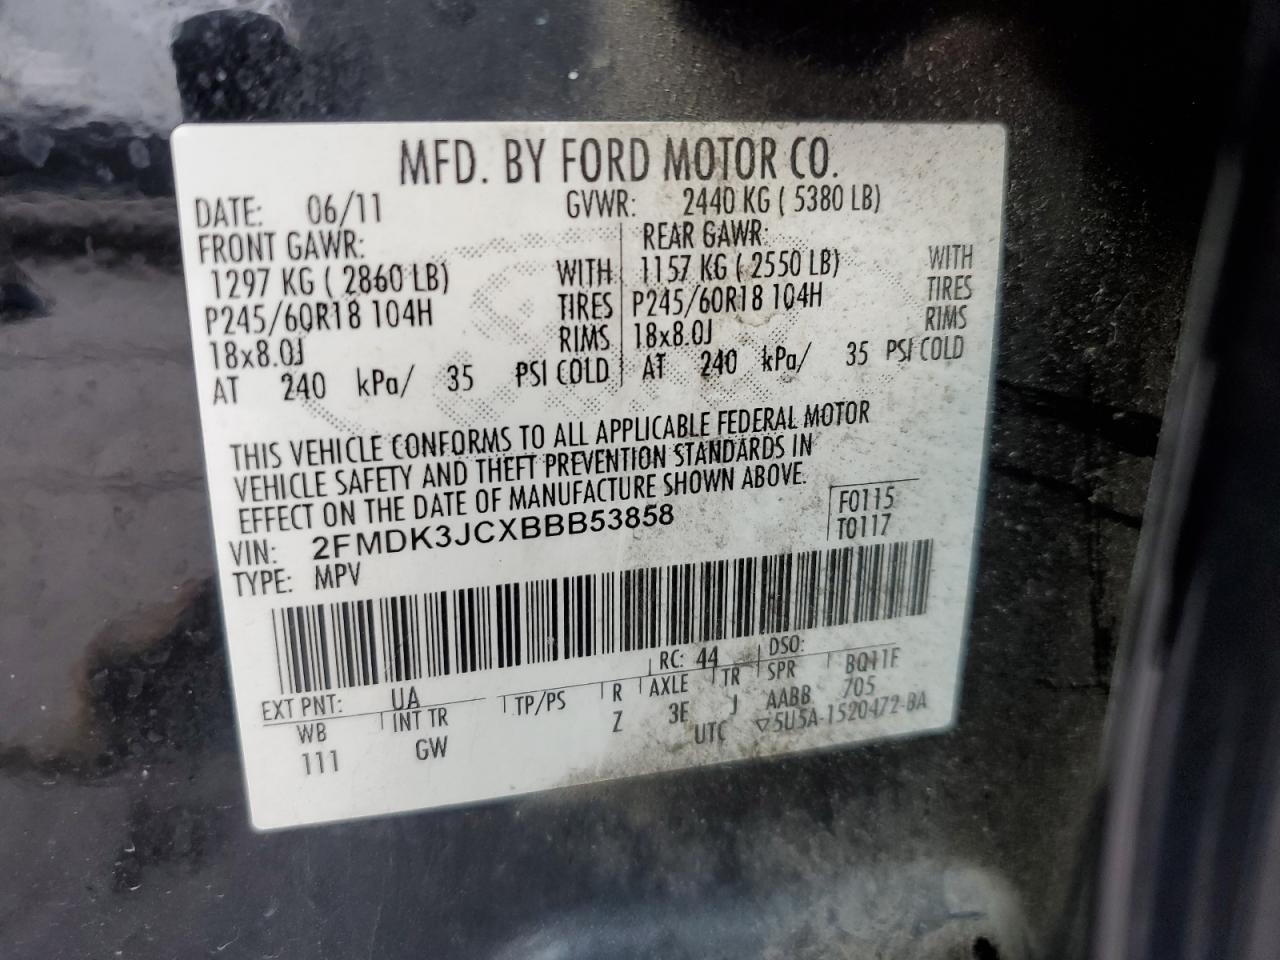 MFD. BY FORD MOTOR CO.
DATE: 06/11 GVWR: 2440 KG ( 5380 LB)
FRONT GAWR: REAR GAWR:
1297 KG ( 2860 LB) WITH 1157 KG ( 2550 LB) WITH
P245/60R18 104H TIRES P245/60R18 104H TIRES
18x8.0J RIMS 18x8.0J RIMS
AT 240 kPa/ 35 PSI COLD AT 240 kPa/ 35 PSI COLD
THIS VEHICLE CONFORMS TO ALL APPLICABLE FEDERAL MOTOR
VEHICLE SAFETY AND THEFT PREVENTION STANDARDS IN
EFFECT ON THE DATE OF MANUFACTURE SHOWN ABOVE.
VIN: 2FMDK3JCXBBB53858 F0115
TYPE: MPV T0117
EXT PNT: UA RC: 44 DSO:
WB INT TR TP/PS R AXLE TR SPR BQ11F
111 GW Z 3E J AABB 705
UTC ▽5U5A-1520472-BA